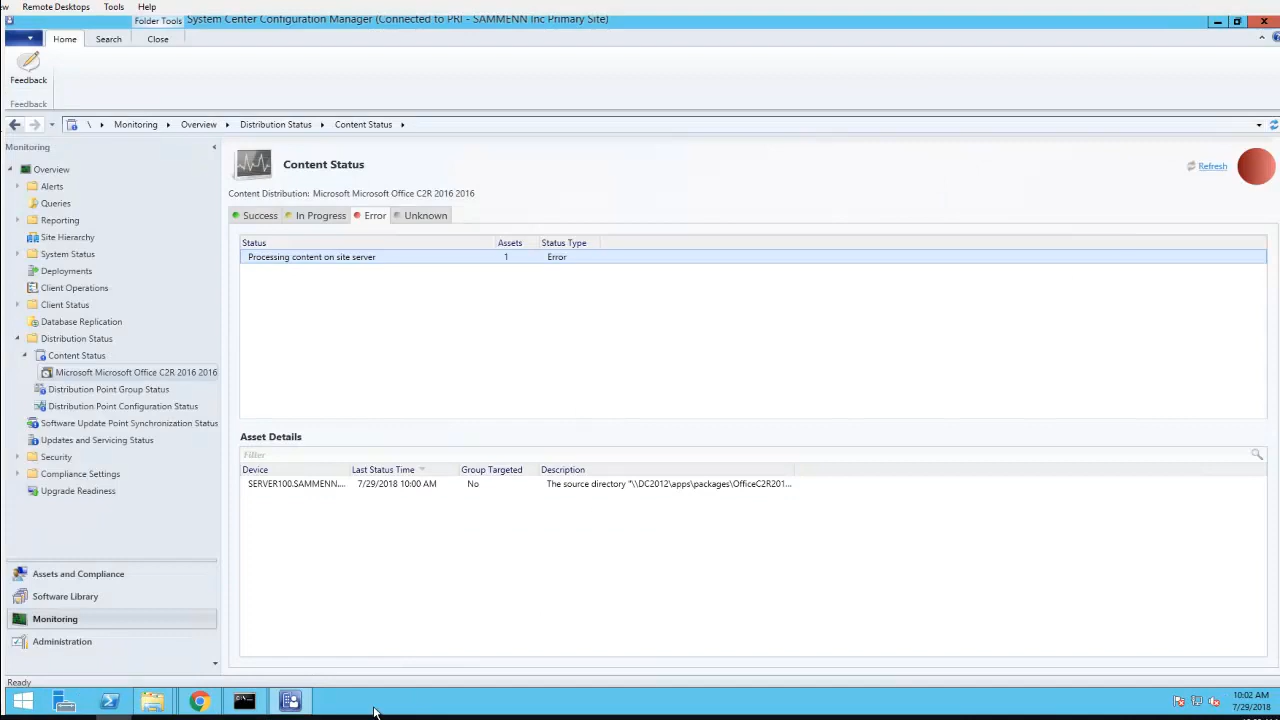 Remote Desktops Tools Help
Folder Tools System Center Configuration Manager (Connected to PRI - SAMMENN Inc Primary Site)
Home Search Close
Feedback
Feedback
\ Monitoring Overview Distribution Status Content Status
Monitoring
Overview
Alerts
Queries
Reporting
Site Hierarchy
System Status
Deployments
Client Operations
Client Status
Database Replication
Distribution Status
Content Status
Microsoft Microsoft Office C2R 2016 2016
Distribution Point Group Status
Distribution Point Configuration Status
Software Update Point Synchronization Status
Updates and Servicing Status
Security
Compliance Settings
Upgrade Readiness
Assets and Compliance
Software Library
Monitoring
Administration
Content Status
Refresh
Content Distribution: Microsoft Microsoft Office C2R 2016 2016
Success In Progress Error Unknown
Status Assets Status Type
Processing content on site server 1 Error
Asset Details
Filter
Device Last Status Time Group Targeted Description
SERVER100.SAMMENN.... 7/29/2018 10:00 AM No The source directory "\\DC2012\apps\packages\OfficeC2R201...
Ready
10:02 AM
7/29/2018